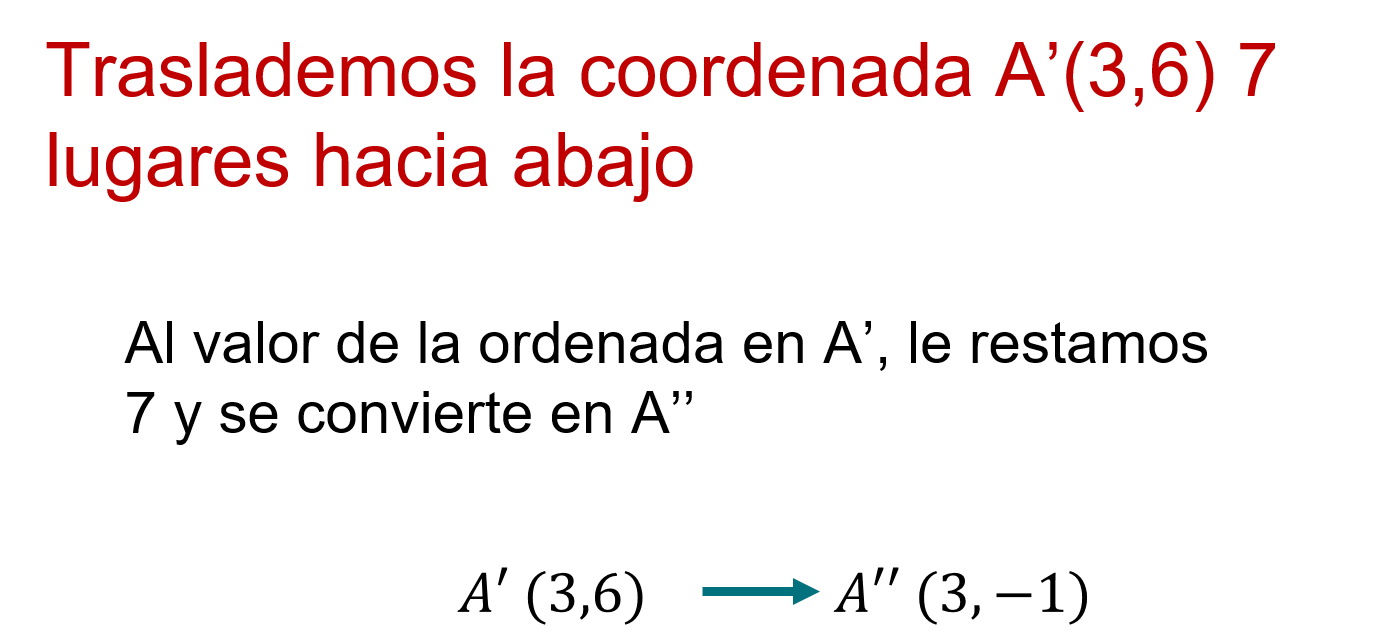 Traslademos la coordenada A’(3,6) 7
lugares hacia abajo
Al valor de la ordenada en A’, le restamos
7 y se convierte en A’’
A′ (3,6) → A′′ (3, −1)